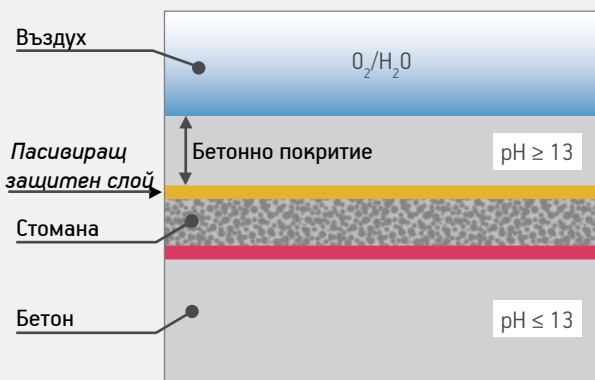 Въздух
O₂/H₂O
Бетонно покритие
pH ≥ 13
Пасивиращ
защитен слой
Стомана
Бетон
pH ≤ 13